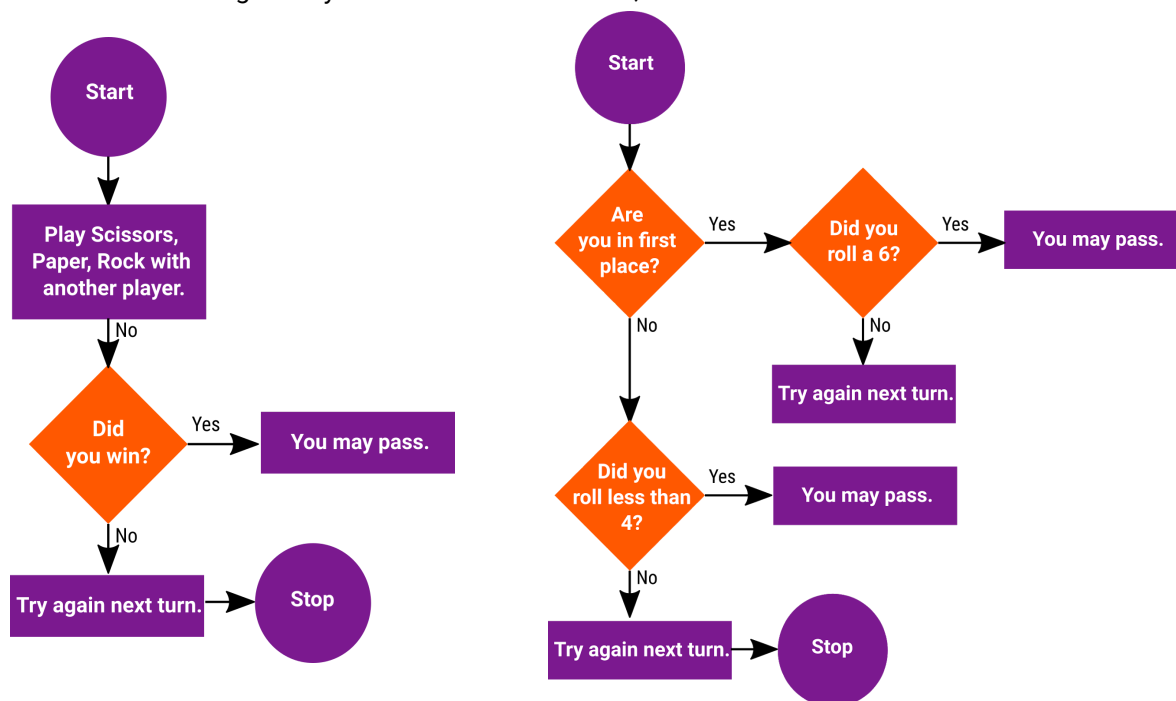 Start
Play Scissors,
Paper, Rock with
another player.
No
Did
you win?
Yes
You may pass.
No
Try again next turn.
Stop
Start
Are
you in first
place?
Yes
Did you
roll a 6?
Yes
You may pass.
No
Try again next turn.
No
Did you
roll less than
4?
Yes
You may pass.
No
Try again next turn.
Stop